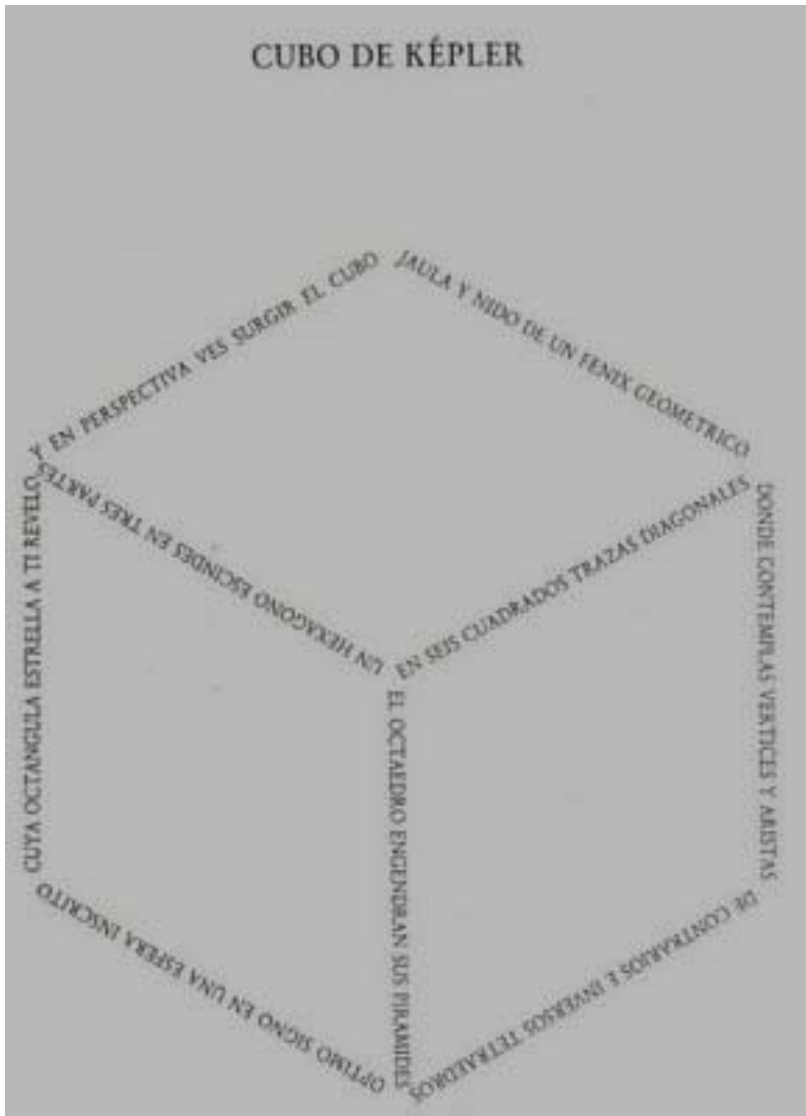 CUBO DE KÉPLER
UN HEXAGONO ESCINDES EN TRES PARTES
Y EN PERSPECTIVA VES SURGIR EL CUBO
JAULA Y NIDO DE UN FENIX GEOMETRICO
DONDE CONTEMPLAS VERTICES Y ARISTAS
DE CONTRARIOS E INVERSOS TETRAEDROS
OPTIMO SIGNO EN UNA ESFERA INSCRITO
CUYA OCTANGULA ESTRELLA A TI REVELO
EN SEIS CUADRADOS TRAZAS DIAGONALES
EL OCTAEDRO ENGENDRAN SUS PIRAMIDES